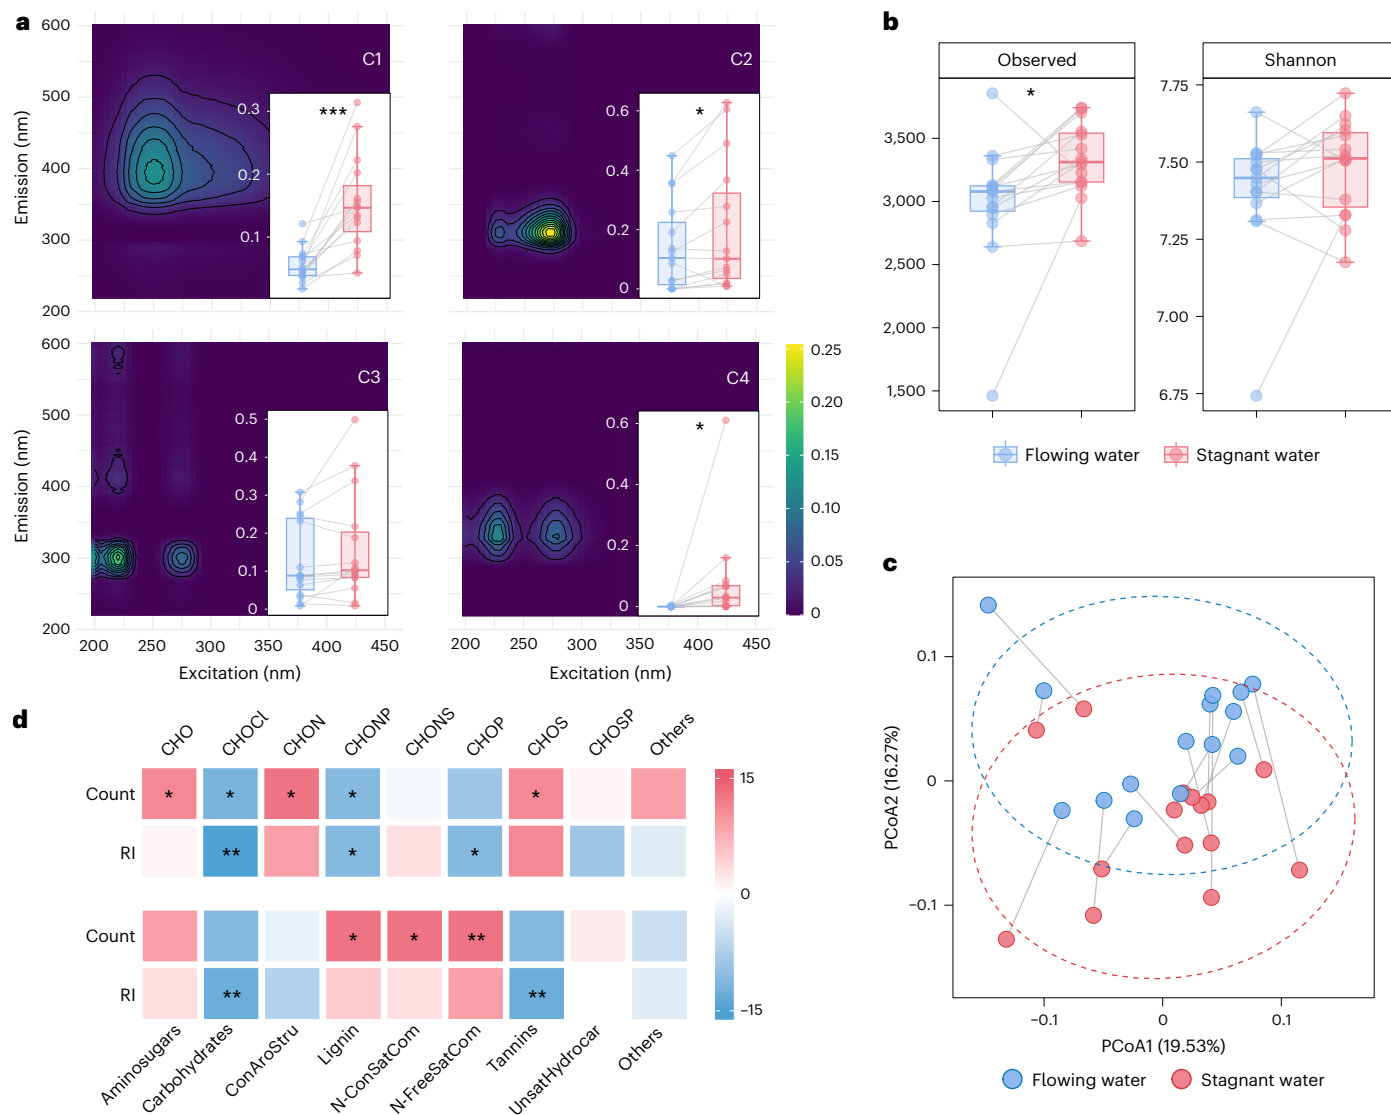 a
C1
Emission (nm)
600
500
400
300
200
0.3
0.2
0.1
***
C2
0.6
0.4
0.2
0
*
C3
Emission (nm)
600
500
400
300
200
0.5
0.4
0.3
0.2
0.1
0
200 250 300 350 400 450
Excitation (nm)
C4
0.6
0.4
0.2
0
*
200 250 300 350 400 450
Excitation (nm)
0.25
0.20
0.15
0.10
0.05
0
b
Observed
*
3,500
3,000
2,500
2,000
1,500
Shannon
7.75
7.50
7.25
7.00
6.75
Flowing water Stagnant water
c
PCoA2 (16.27%)
0.1
0
−0.1
−0.1 0 0.1
PCoA1 (19.53%)
Flowing water Stagnant water
d
CHO CHOCl CHON CHONP CHONS CHOP CHOS CHOSP Others
Count * * * * *
RI ** * *
Count * * **
RI ** **
Aminosugars Carbohydrates ConAroStru Lignin N-ConSatCom N-FreeSatCom Tannins UnsatHydrocar Others
15
0
−15